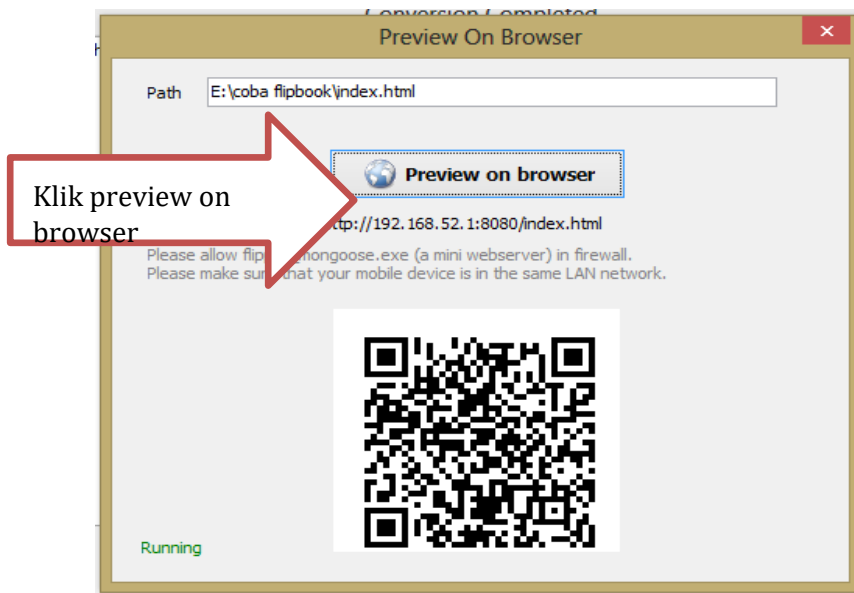 Conversion Completed
Preview On Browser
Path E:\coba flipbook\index.html
Preview on browser
Klik preview on
browser
ttp://192.168.52.1:8080/index.html
Please allow flip mongoose.exe (a mini webserver) in firewall.
Please make sure that your mobile device is in the same LAN network.
Running